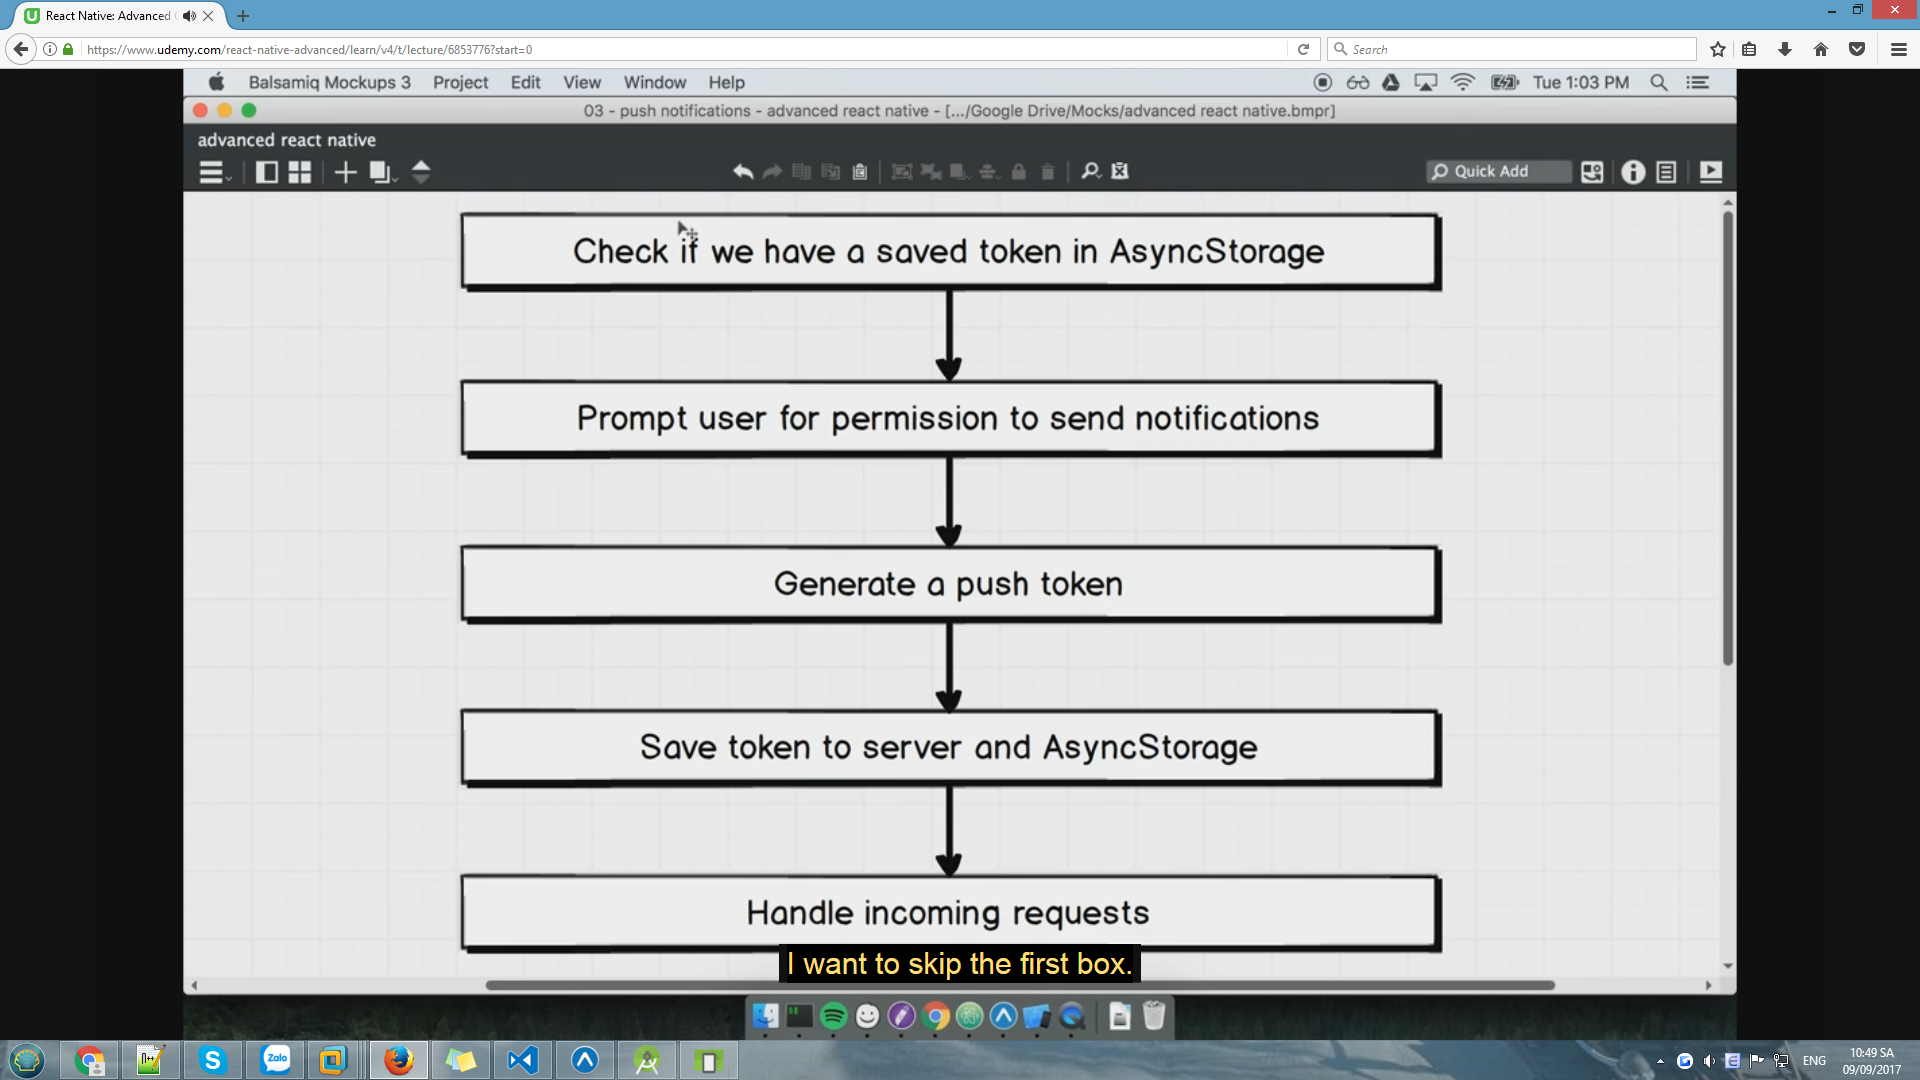 React Native: Advanced
https://www.udemy.com/react-native-advanced/learn/v4/t/lecture/6853776?start=0
Search
Balsamiq Mockups 3 Project Edit View Window Help
Tue 1:03 PM
03 - push notifications - advanced react native - [.../Google Drive/Mocks/advanced react native.bmpr]
advanced react native
Quick Add
Check if we have a saved token in AsyncStorage
Prompt user for permission to send notifications
Generate a push token
Save token to server and AsyncStorage
Handle incoming requests
I want to skip the first box.
Zalo
ENG
10:49 SA
09/09/2017